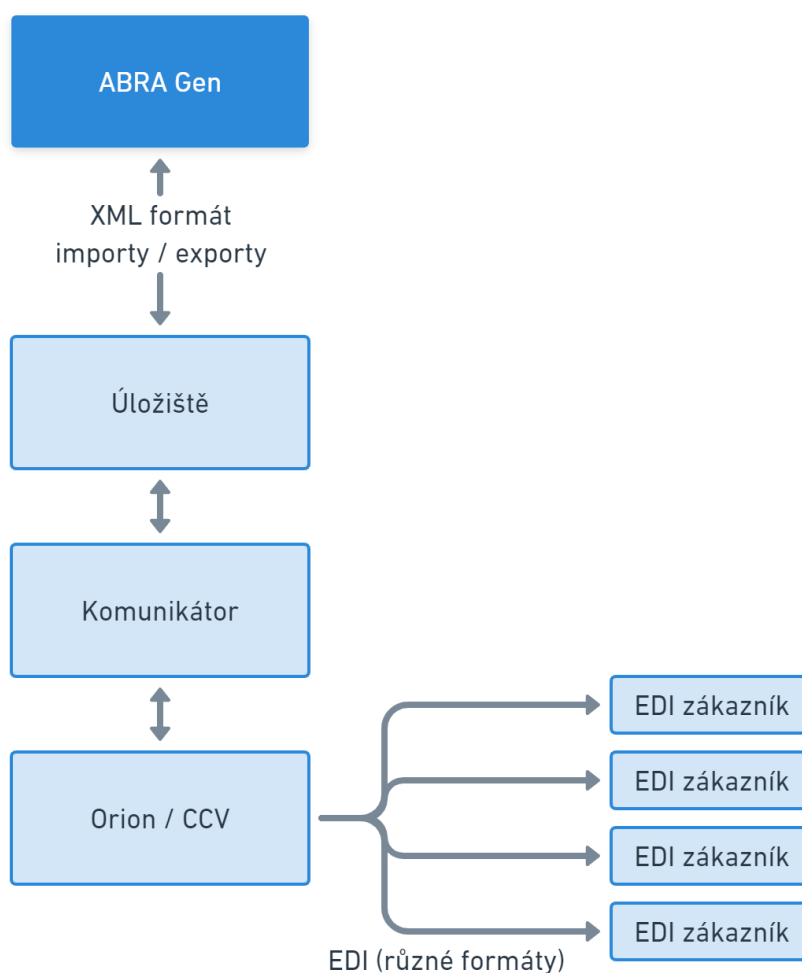 ABRA Gen
XML formát
importy / exporty
Úložiště
Komunikátor
Orion / CCV
EDI zákazník
EDI zákazník
EDI zákazník
EDI zákazník
EDI (různé formáty)